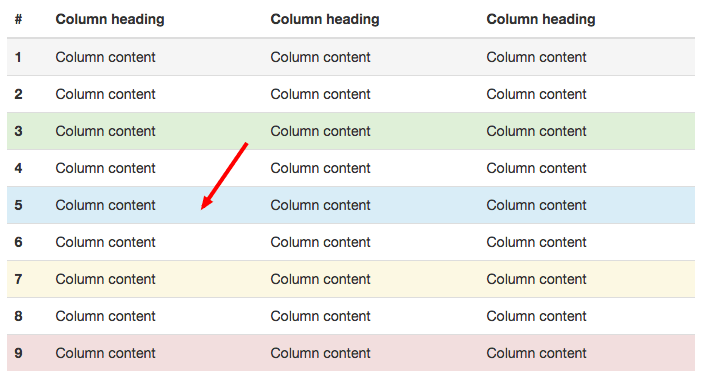 # Column heading Column heading Column heading
1 Column content Column content Column content
2 Column content Column content Column content
3 Column content Column content Column content
4 Column content Column content Column content
5 Column content Column content Column content
6 Column content Column content Column content
7 Column content Column content Column content
8 Column content Column content Column content
9 Column content Column content Column content